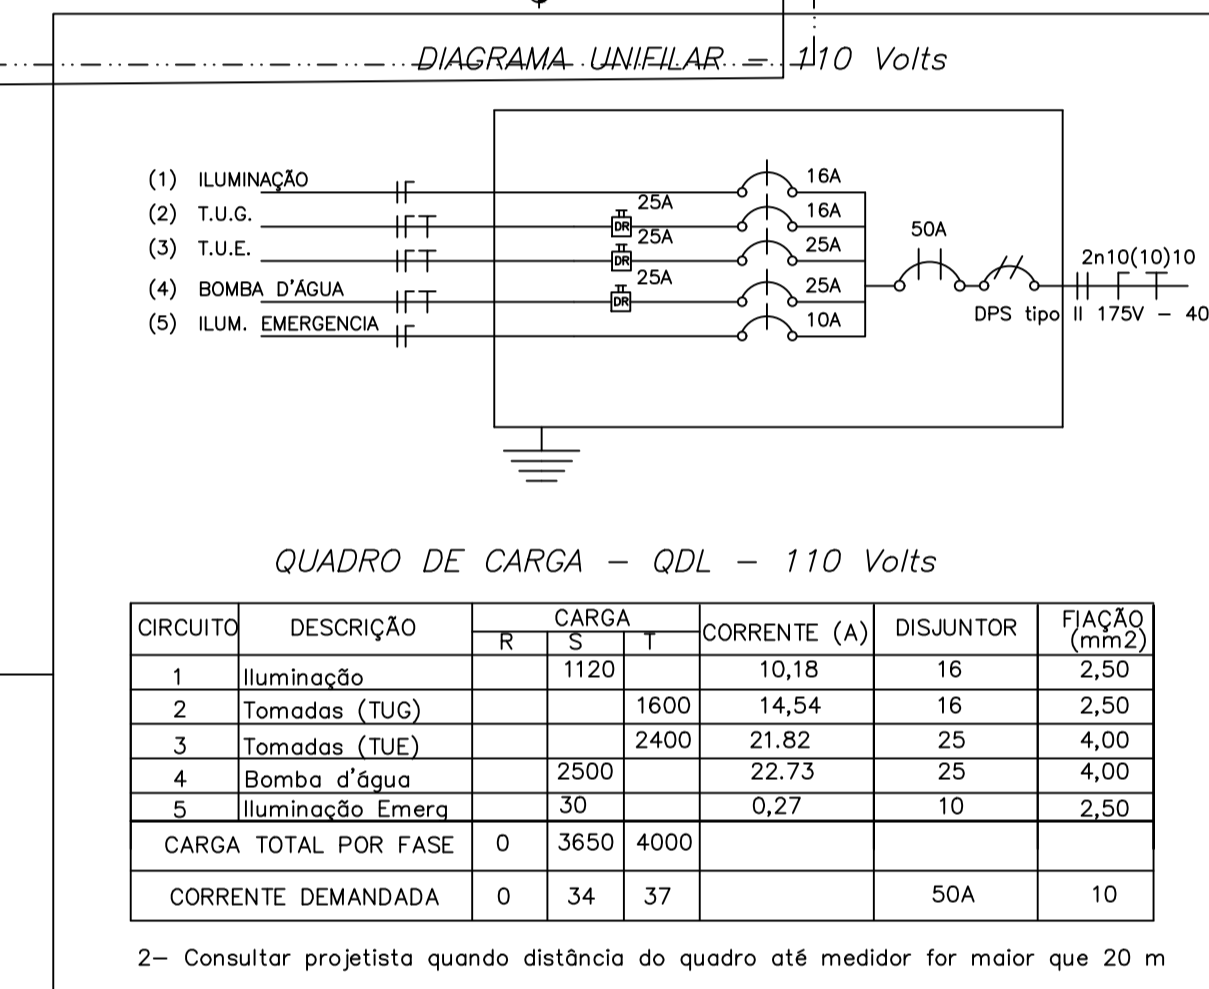 DIAGRAMA UNIFILAR – 110 Volts
(1) ILUMINAÇÃO 16A
(2) T.U.G. DR 25A 16A
(3) T.U.E. DR 25A 25A
(4) BOMBA D'ÁGUA DR 25A 25A
(5) ILUM. EMERGENCIA 10A
50A
2n10(10)10
DPS tipo II 175V – 40
QUADRO DE CARGA – QDL – 110 Volts
CIRCUITO DESCRIÇÃO CARGA CORRENTE (A) DISJUNTOR FIAÇÃO (mm2)
R S T
1 Iluminação 1120 10,18 16 2,50
2 Tomadas (TUG) 1600 14,54 16 2,50
3 Tomadas (TUE) 2400 21.82 25 4,00
4 Bomba d'água 2500 22.73 25 4,00
5 Iluminação Emerg 30 0,27 10 2,50
CARGA TOTAL POR FASE 0 3650 4000
CORRENTE DEMANDADA 0 34 37 50A 10
2– Consultar projetista quando distância do quadro até medidor for maior que 20 m